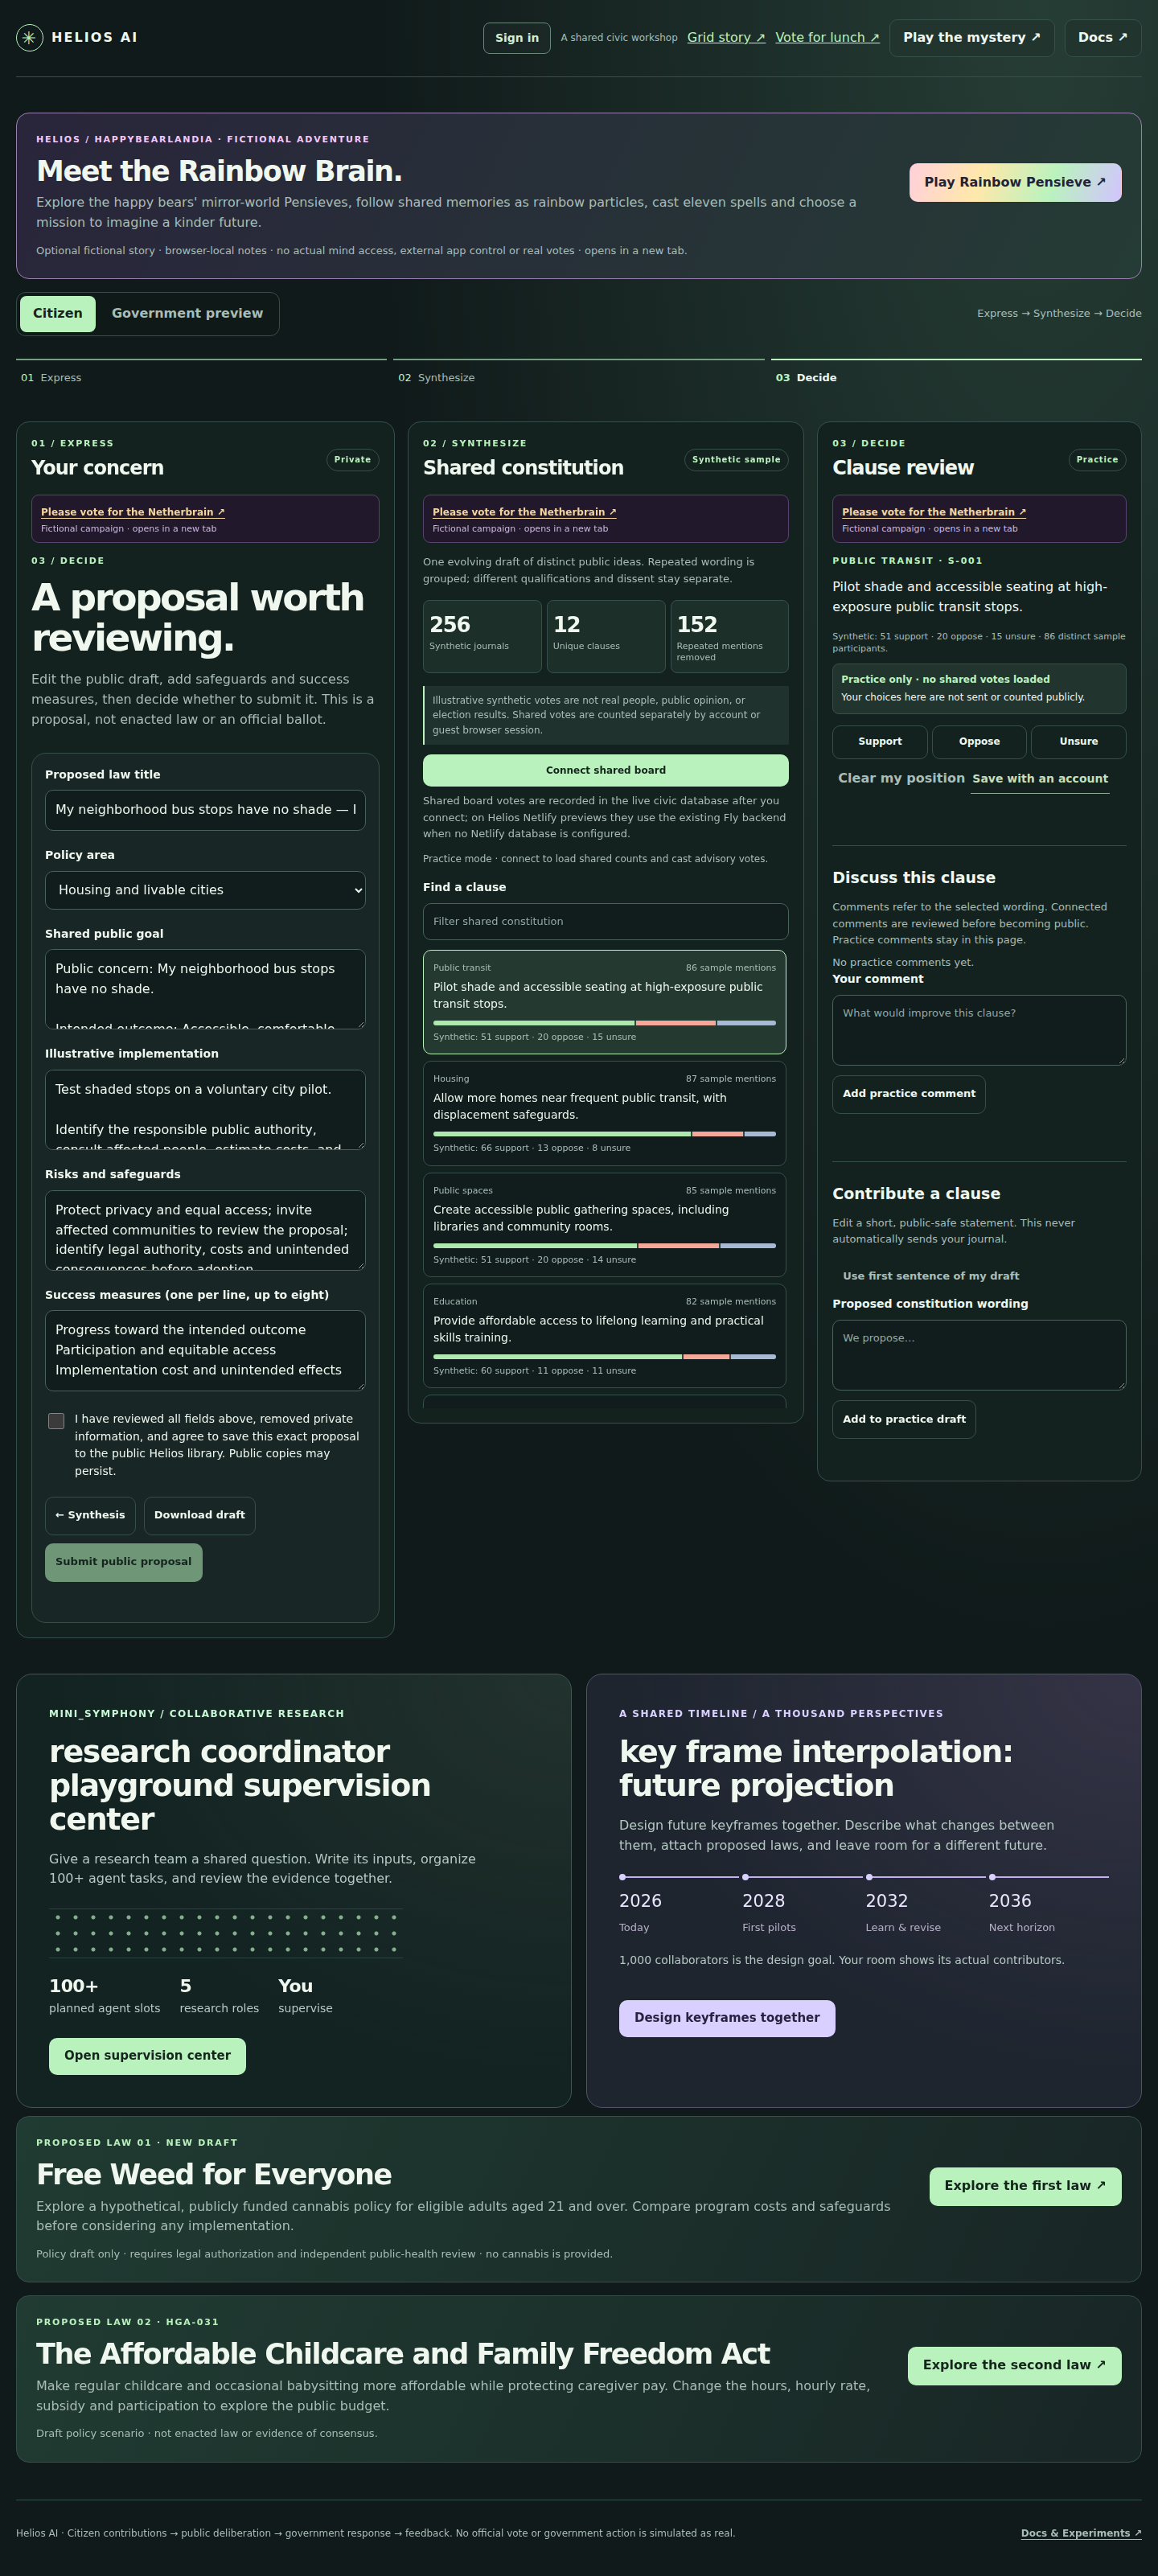 HELIOS AI
Sign in
A shared civic workshop
Grid story ↗
Vote for lunch ↗
Play the mystery ↗
Docs ↗
HELIOS / HAPPYBEARLANDIA · FICTIONAL ADVENTURE
Meet the Rainbow Brain.
Explore the happy bears' mirror-world Pensieves, follow shared memories as rainbow particles, cast eleven spells and choose a
mission to imagine a kinder future.
Optional fictional story · browser-local notes · no actual mind access, external app control or real votes · opens in a new tab.
Play Rainbow Pensieve ↗
Citizen
Government preview
Express → Synthesize → Decide
01 Express
02 Synthesize
03 Decide
01 / EXPRESS
Your concern
Private
Please vote for the Netherbrain ↗
Fictional campaign · opens in a new tab
03 / DECIDE
A proposal worth
reviewing.
Edit the public draft, add safeguards and success
measures, then decide whether to submit it. This is a
proposal, not enacted law or an official ballot.
Proposed law title
My neighborhood bus stops have no shade — I
Policy area
Housing and livable cities
Shared public goal
Public concern: My neighborhood bus stops
have no shade.
Intended outcome: Accessible, comfortable
Illustrative implementation
Test shaded stops on a voluntary city pilot.
Identify the responsible public authority,
consult affected people, estimate costs, and
Risks and safeguards
Protect privacy and equal access; invite
affected communities to review the proposal;
identify legal authority, costs and unintended
consequences before adoption.
Success measures (one per line, up to eight)
Progress toward the intended outcome
Participation and equitable access
Implementation cost and unintended effects
I have reviewed all fields above, removed private
information, and agree to save this exact proposal
to the public Helios library. Public copies may
persist.
← Synthesis
Download draft
Submit public proposal
02 / SYNTHESIZE
Shared constitution
Synthetic sample
Please vote for the Netherbrain ↗
Fictional campaign · opens in a new tab
One evolving draft of distinct public ideas. Repeated wording is
grouped; different qualifications and dissent stay separate.
256
Synthetic journals
12
Unique clauses
152
Repeated mentions
removed
Illustrative synthetic votes are not real people, public opinion, or
election results. Shared votes are counted separately by account or
guest browser session.
Connect shared board
Shared board votes are recorded in the live civic database after you
connect; on Helios Netlify previews they use the existing Fly backend
when no Netlify database is configured.
Practice mode · connect to load shared counts and cast advisory votes.
Find a clause
Filter shared constitution
Public transit
86 sample mentions
Pilot shade and accessible seating at high-exposure public
transit stops.
Synthetic: 51 support · 20 oppose · 15 unsure
Housing
87 sample mentions
Allow more homes near frequent public transit, with
displacement safeguards.
Synthetic: 66 support · 13 oppose · 8 unsure
Public spaces
85 sample mentions
Create accessible public gathering spaces, including
libraries and community rooms.
Synthetic: 51 support · 20 oppose · 14 unsure
Education
82 sample mentions
Provide affordable access to lifelong learning and practical
skills training.
Synthetic: 60 support · 11 oppose · 11 unsure
03 / DECIDE
Clause review
Practice
Please vote for the Netherbrain ↗
Fictional campaign · opens in a new tab
PUBLIC TRANSIT · S-001
Pilot shade and accessible seating at high-
exposure public transit stops.
Synthetic: 51 support · 20 oppose · 15 unsure · 86 distinct sample
participants.
Practice only · no shared votes loaded
Your choices here are not sent or counted publicly.
Support
Oppose
Unsure
Clear my position
Save with an account
Discuss this clause
Comments refer to the selected wording. Connected
comments are reviewed before becoming public.
Practice comments stay in this page.
No practice comments yet.
Your comment
What would improve this clause?
Add practice comment
Contribute a clause
Edit a short, public-safe statement. This never
automatically sends your journal.
Use first sentence of my draft
Proposed constitution wording
We propose...
Add to practice draft
MINI_SYMPHONY / COLLABORATIVE RESEARCH
research coordinator
playground supervision
center
Give a research team a shared question. Write its inputs, organize
100+ agent tasks, and review the evidence together.
100+
planned agent slots
5
research roles
You
supervise
Open supervision center
A SHARED TIMELINE / A THOUSAND PERSPECTIVES
key frame interpolation:
future projection
Design future keyframes together. Describe what changes between
them, attach proposed laws, and leave room for a different future.
2026
Today
2028
First pilots
2032
Learn & revise
2036
Next horizon
1,000 collaborators is the design goal. Your room shows its actual contributors.
Design keyframes together
PROPOSED LAW 01 · NEW DRAFT
Free Weed for Everyone
Explore a hypothetical, publicly funded cannabis policy for eligible adults aged 21 and over. Compare program costs and safeguards
before considering any implementation.
Policy draft only · requires legal authorization and independent public-health review · no cannabis is provided.
Explore the first law ↗
PROPOSED LAW 02 · HGA-031
The Affordable Childcare and Family Freedom Act
Make regular childcare and occasional babysitting more affordable while protecting caregiver pay. Change the hours, hourly rate,
subsidy and participation to explore the public budget.
Draft policy scenario · not enacted law or evidence of consensus.
Explore the second law ↗
Helios AI · Citizen contributions → public deliberation → government response → feedback. No official vote or government action is simulated as real.
Docs & Experiments ↗